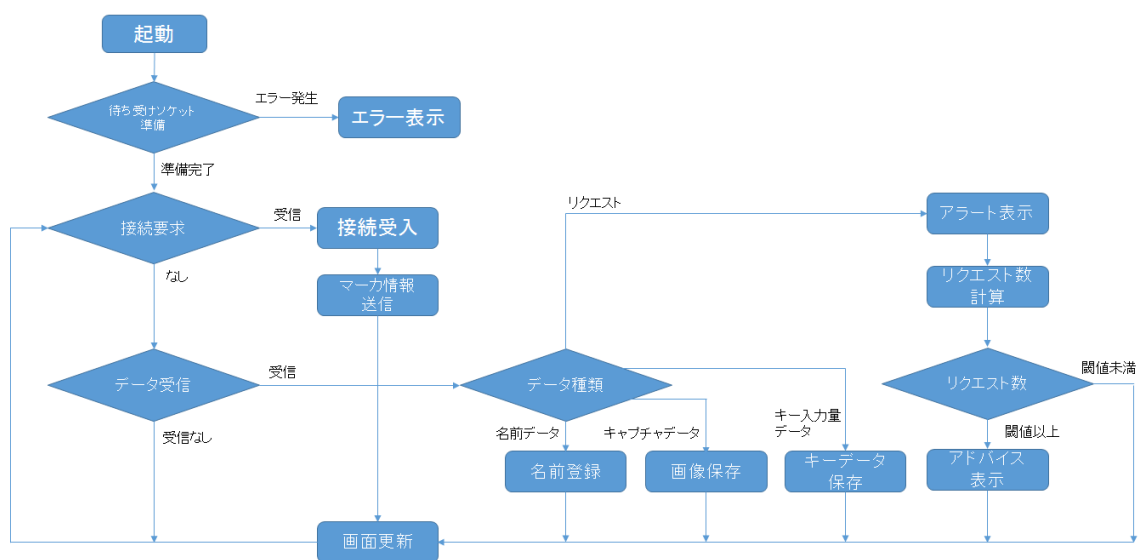 起動
待ち受けソケット
準備
エラー発生
エラー表示
準備完了
接続要求
受信
接続受入
なし
マーカ情報
送信
データ受信
受信
受信なし
データ種類
リクエスト
アラート表示
リクエスト数
計算
リクエスト数
閾値未満
閾値以上
アドバイス
表示
名前データ
名前登録
キャプチャデータ
画像保存
キー入力量
データ
キーデータ
保存
画面更新